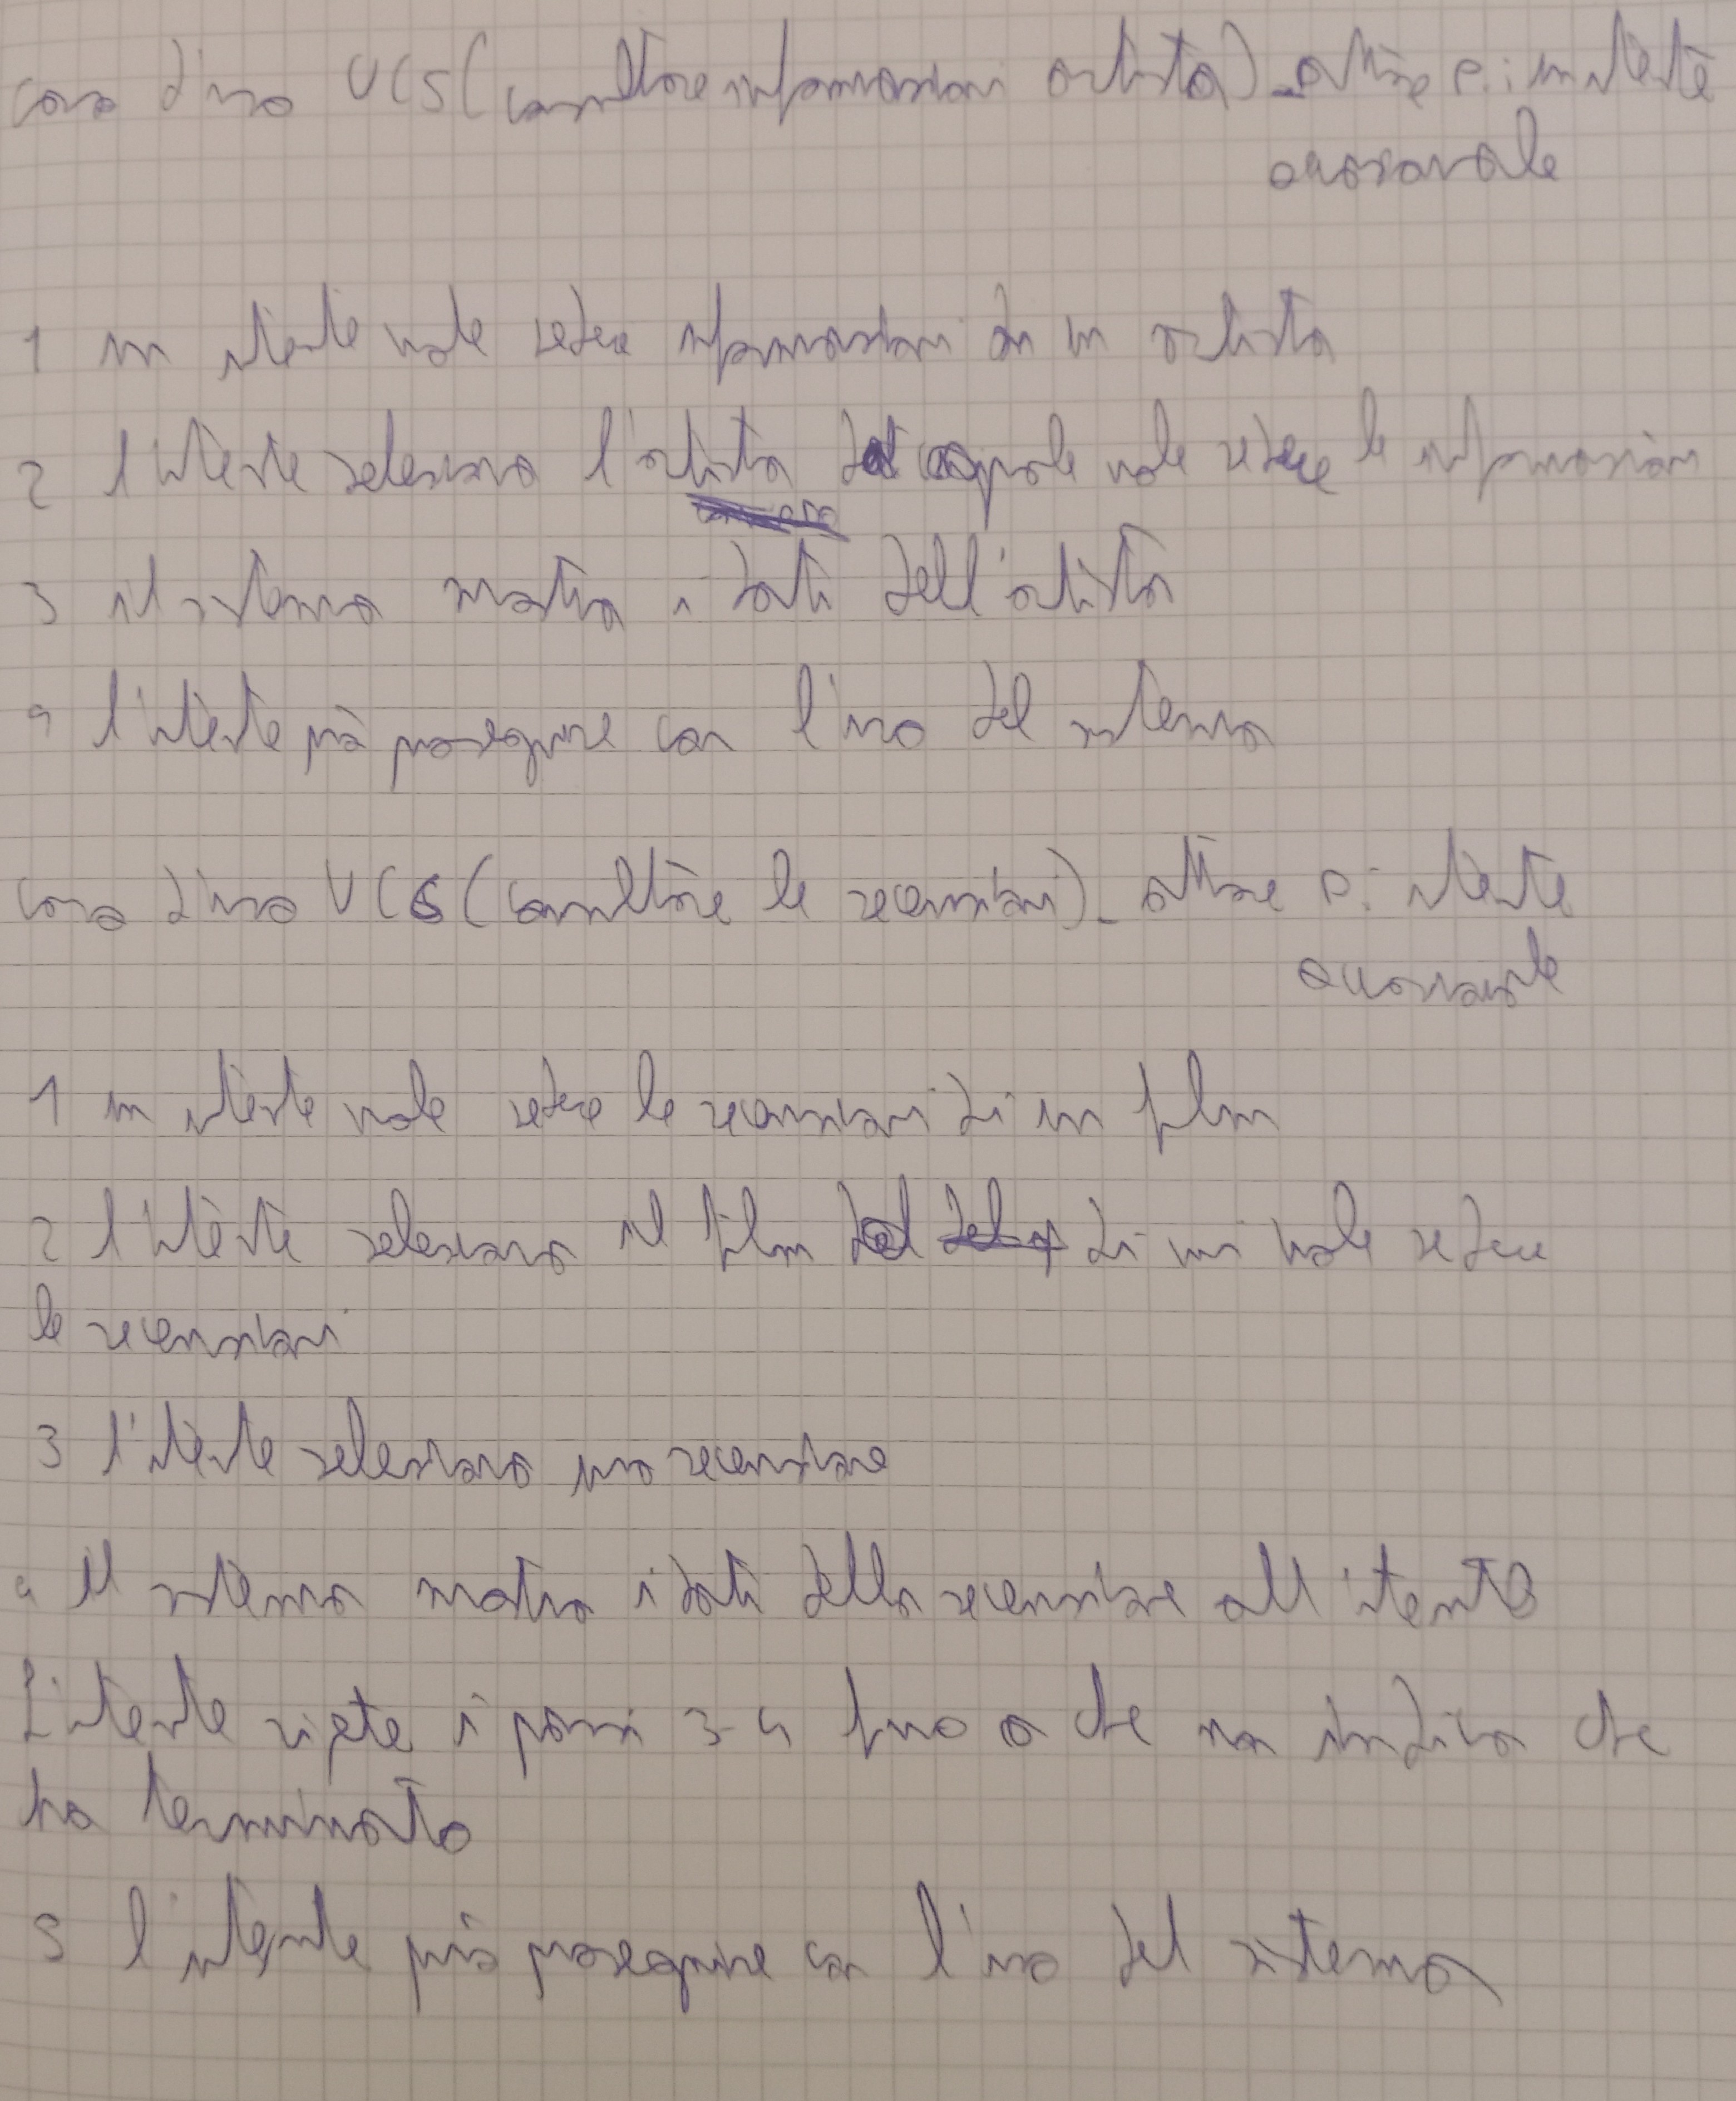 caso d'uso UC5 (consultare informazioni artista) - attore p.: un utente
occasionale
1 un utente vuole vedere informazioni di un artista
2 l'utente seleziona l'artista del quale vuole vedere le informazioni
3 il sistema mostra i dati dell'artista
4 l'utente può proseguire con l'uso del sistema
caso d'uso UC6 (consultare le recensioni) - attore p: utente
occasionale
1 un utente vuole vedere le recensioni di un film
2 l'utente seleziona il film di cui vuole vedere
le recensioni
3 l'utente seleziona una recensione
4 il sistema mostra i dati della recensione all'utente
L'utente ripete i passi 3-4 fino a che non indica che
ha terminato
5 l'utente può proseguire con l'uso del sistema